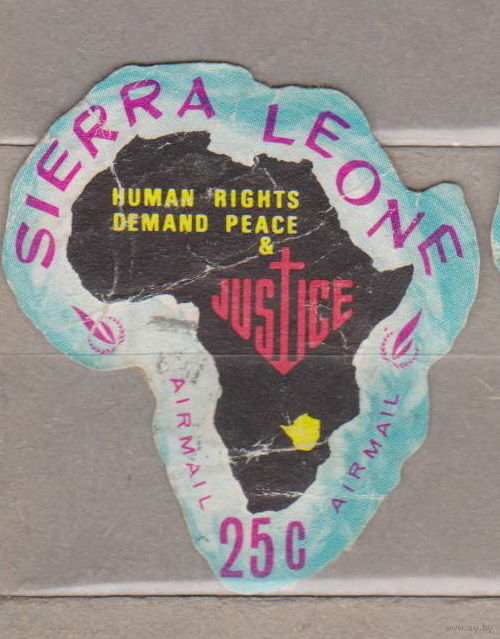 SIERRA LEONE
HUMAN RIGHTS
DEMAND PEACE
&
JUSTICE
AIRMAIL
AIRMAIL
25c
www.ay.by